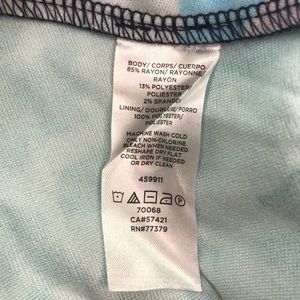 BODY/ CORPS/ CUERPO
85% RAYON/ RAYONNE/
RAYÓN
13% POLYESTER/
POLIÉSTER
2% SPANDEX
LINING/ DOUBLURE/ FORRO
100% POLYESTER/
POLIÉSTER
MACHINE WASH COLD
ONLY NON-CHLORINE
BLEACH WHEN NEEDED
RESHAPE DRY FLAT
COOL IRON IF NEEDED
OR DRY CLEAN
459911
70068
CA#57421
RN#77379